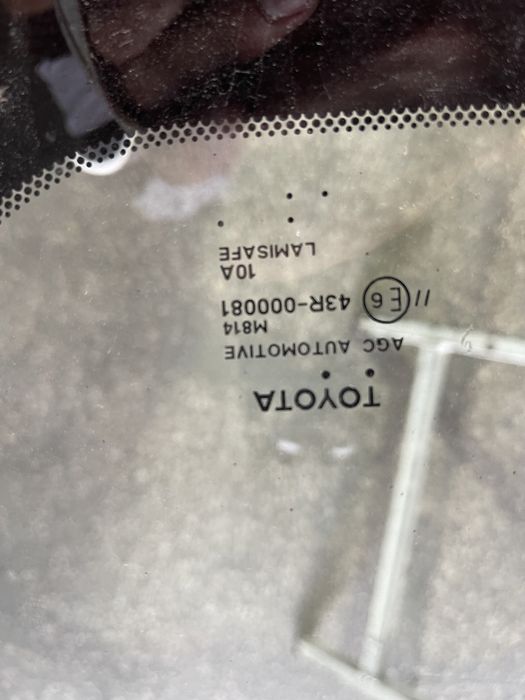 TOYOTA
AGC AUTOMOTIVE
M814
// E6 43R-000081
10A
LAMISAFE